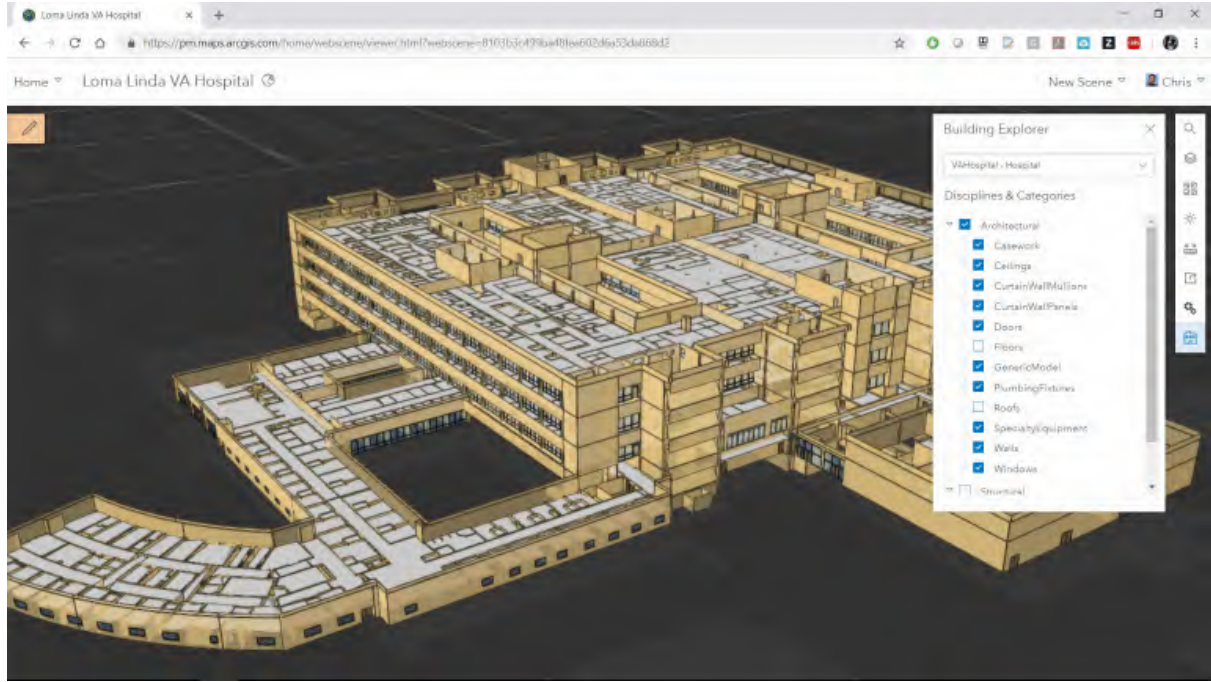 Loma Linda VA Hospital
Home Loma Linda VA Hospital New Scene Chris
Building Explorer
VAHospital - Hospital
Disciplines & Categories
Architectural
Casework
Ceilings
CurtainWallMullions
CurtainWallPanels
Doors
Floors
GenericModel
PlumbingFixtures
Roofs
SpecialtyEquipment
Walls
Windows
Structural